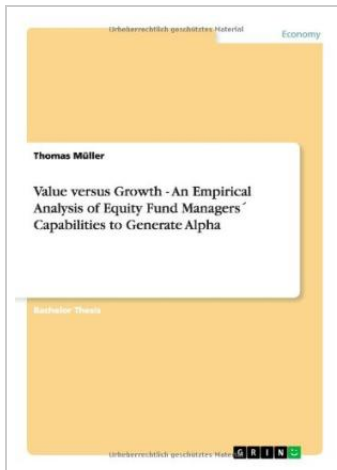 Urheberrechtlich geschütztes Material
Economy
Thomas Müller
Value versus Growth - An Empirical
Analysis of Equity Fund Managers´
Capabilities to Generate Alpha
Bachelor Thesis
Urheberrechtlich geschütztes Material
GRIN